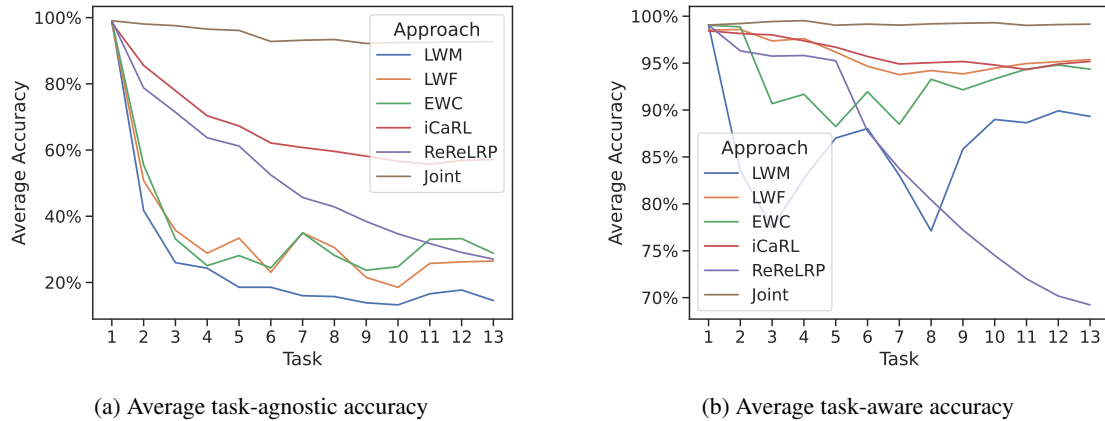 100%
80%
60%
40%
20%
Average Accuracy
Approach
LWM
LWF
EWC
iCaRL
ReReLRP
Joint
1 2 3 4 5 6 7 8 9 10 11 12 13
Task
(a) Average task-agnostic accuracy
100%
95%
90%
85%
80%
75%
70%
Average Accuracy
Approach
LWM
LWF
EWC
iCaRL
ReReLRP
Joint
1 2 3 4 5 6 7 8 9 10 11 12 13
Task
(b) Average task-aware accuracy